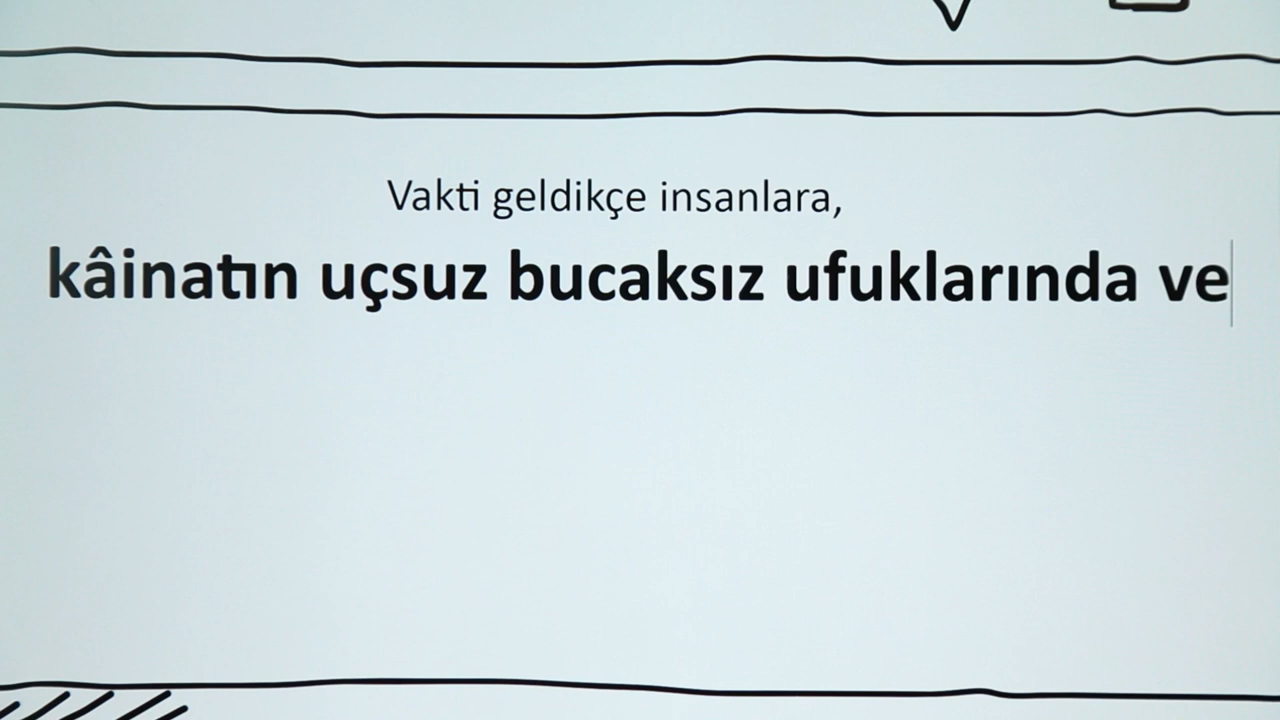 Vakti geldikçe insanlara,
kâinatın uçsuz bucaksız ufuklarında ve